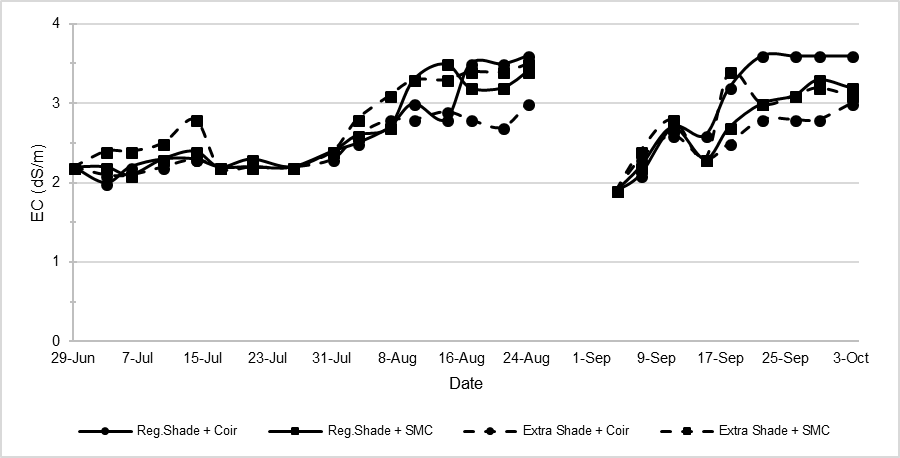 4
3
2
1
0
EC (dS/m)
29-Jun 7-Jul 15-Jul 23-Jul 31-Jul 8-Aug 16-Aug 24-Aug 1-Sep 9-Sep 17-Sep 25-Sep 3-Oct
Date
Reg.Shade + Coir Reg.Shade + SMC Extra Shade + Coir Extra Shade + SMC